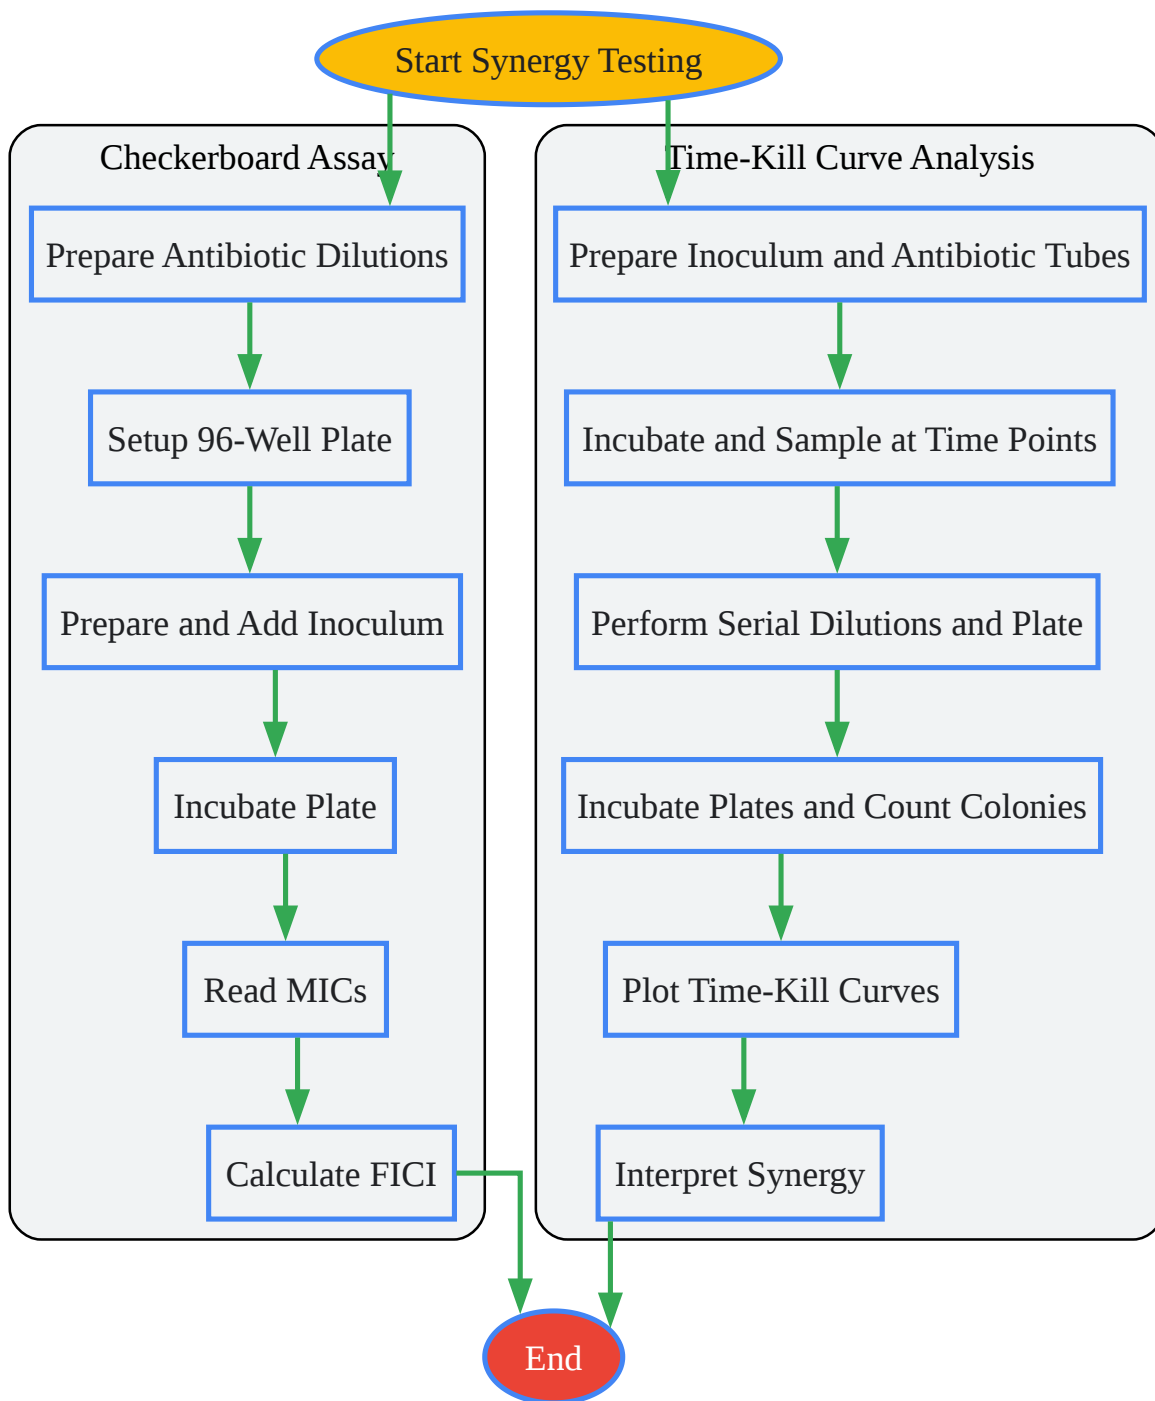 Start Synergy Testing
Checkerboard Assay
Prepare Antibiotic Dilutions
Setup 96-Well Plate
Prepare and Add Inoculum
Incubate Plate
Read MICs
Calculate FICI
Time-Kill Curve Analysis
Prepare Inoculum and Antibiotic Tubes
Incubate and Sample at Time Points
Perform Serial Dilutions and Plate
Incubate Plates and Count Colonies
Plot Time-Kill Curves
Interpret Synergy
End